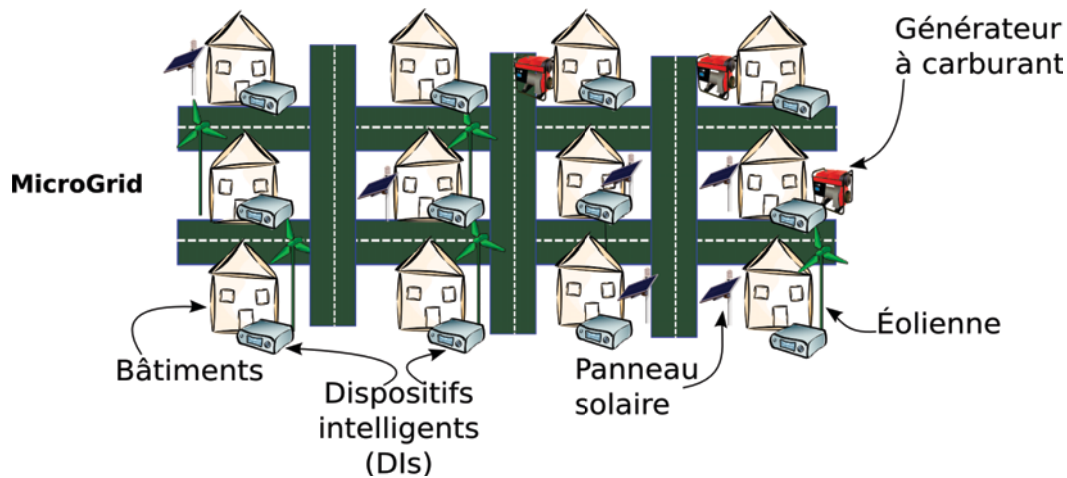 Générateur
à carburant
MicroGrid
Éolienne
Bâtiments
Panneau
solaire
Dispositifs
intelligents
(DIs)